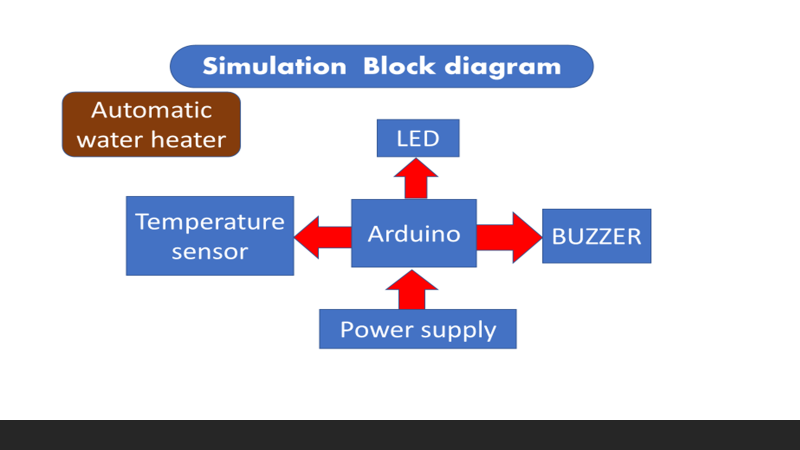 Simulation Block diagram
Automatic
water heater
LED
Temperature
sensor
Arduino
BUZZER
Power supply